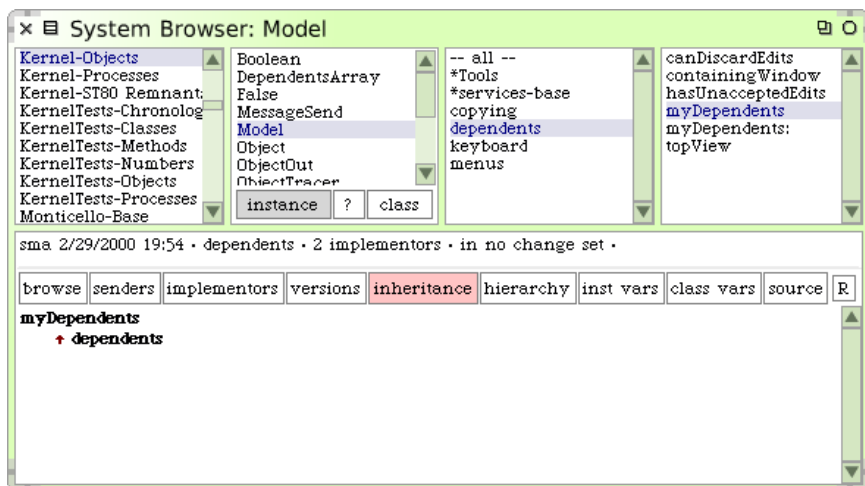 System Browser: Model
Kernel-Objects
Kernel-Processes
Kernel-ST80 Remnant
KernelTests-Chronolog
KernelTests-Classes
KernelTests-Methods
KernelTests-Numbers
KernelTests-Objects
KernelTests-Processes
Monticello-Base
Boolean
DependentsArray
False
MessageSend
Model
Object
ObjectOut
ObjectTracer
instance ? class
-- all --
*Tools
*services-base
copying
dependents
keyboard
menus
canDiscardEdits
containingWindow
hasUnacceptedEdits
myDependents
myDependents:
topView
sma 2/29/2000 19:54 · dependents · 2 implementors · in no change set ·
browse senders implementors versions inheritance hierarchy inst vars class vars source R
myDependents
↑ dependents